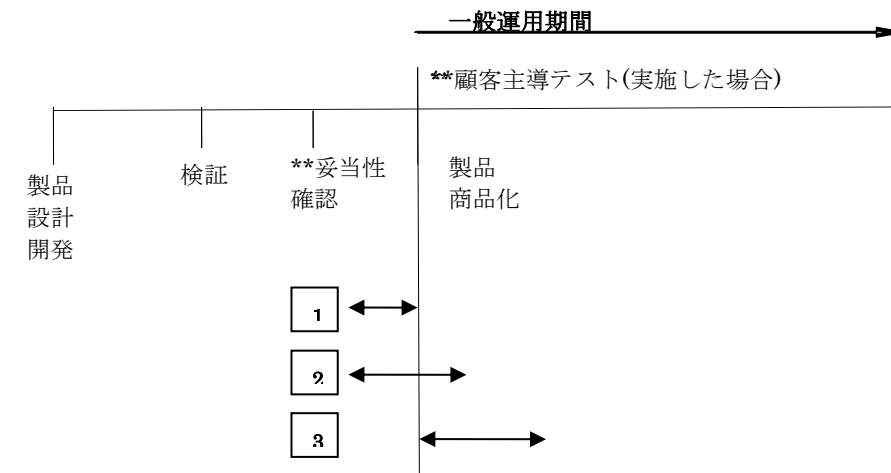 一般運用期間
**顧客主導テスト(実施した場合)
製品
設計
開発
検証
**妥当性
確認
製品
商品化
1
2
3